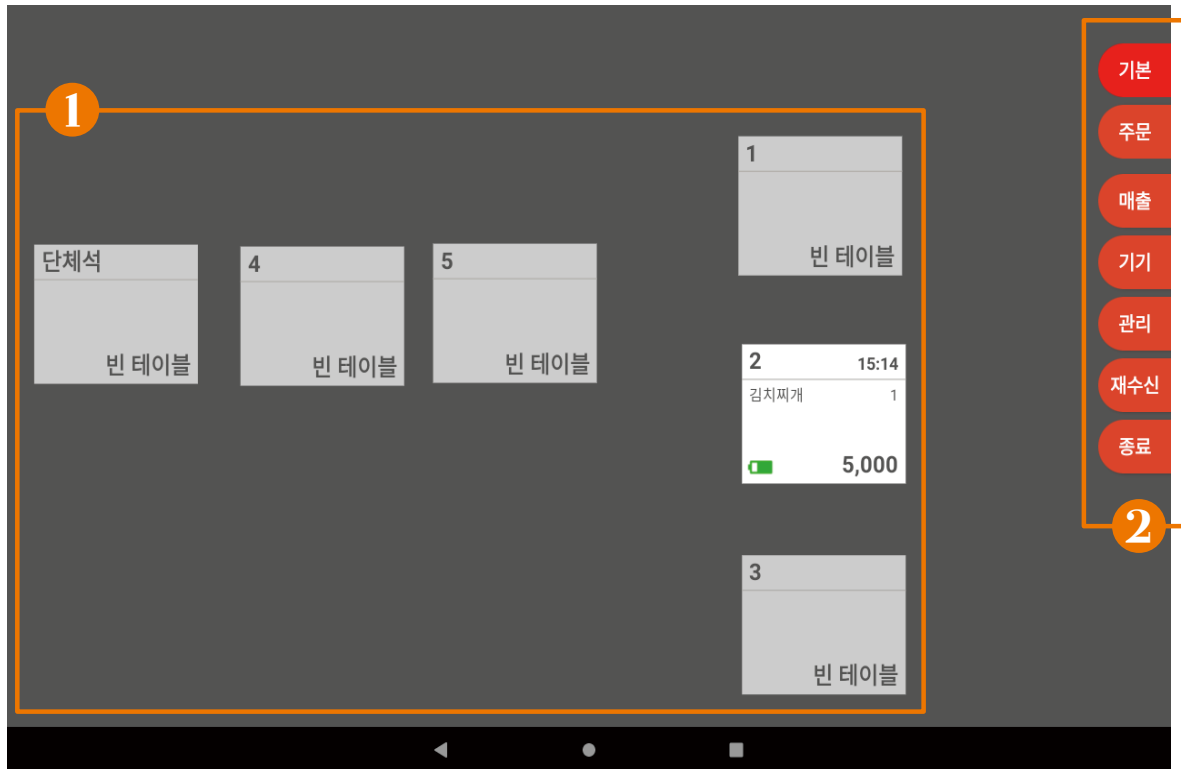 1
1
빈 테이블
단체석
빈 테이블
4
빈 테이블
5
빈 테이블
2 15:14
김치찌개 1
5,000
3
빈 테이블
기본
주문
매출
기기
관리
재수신
종료
2